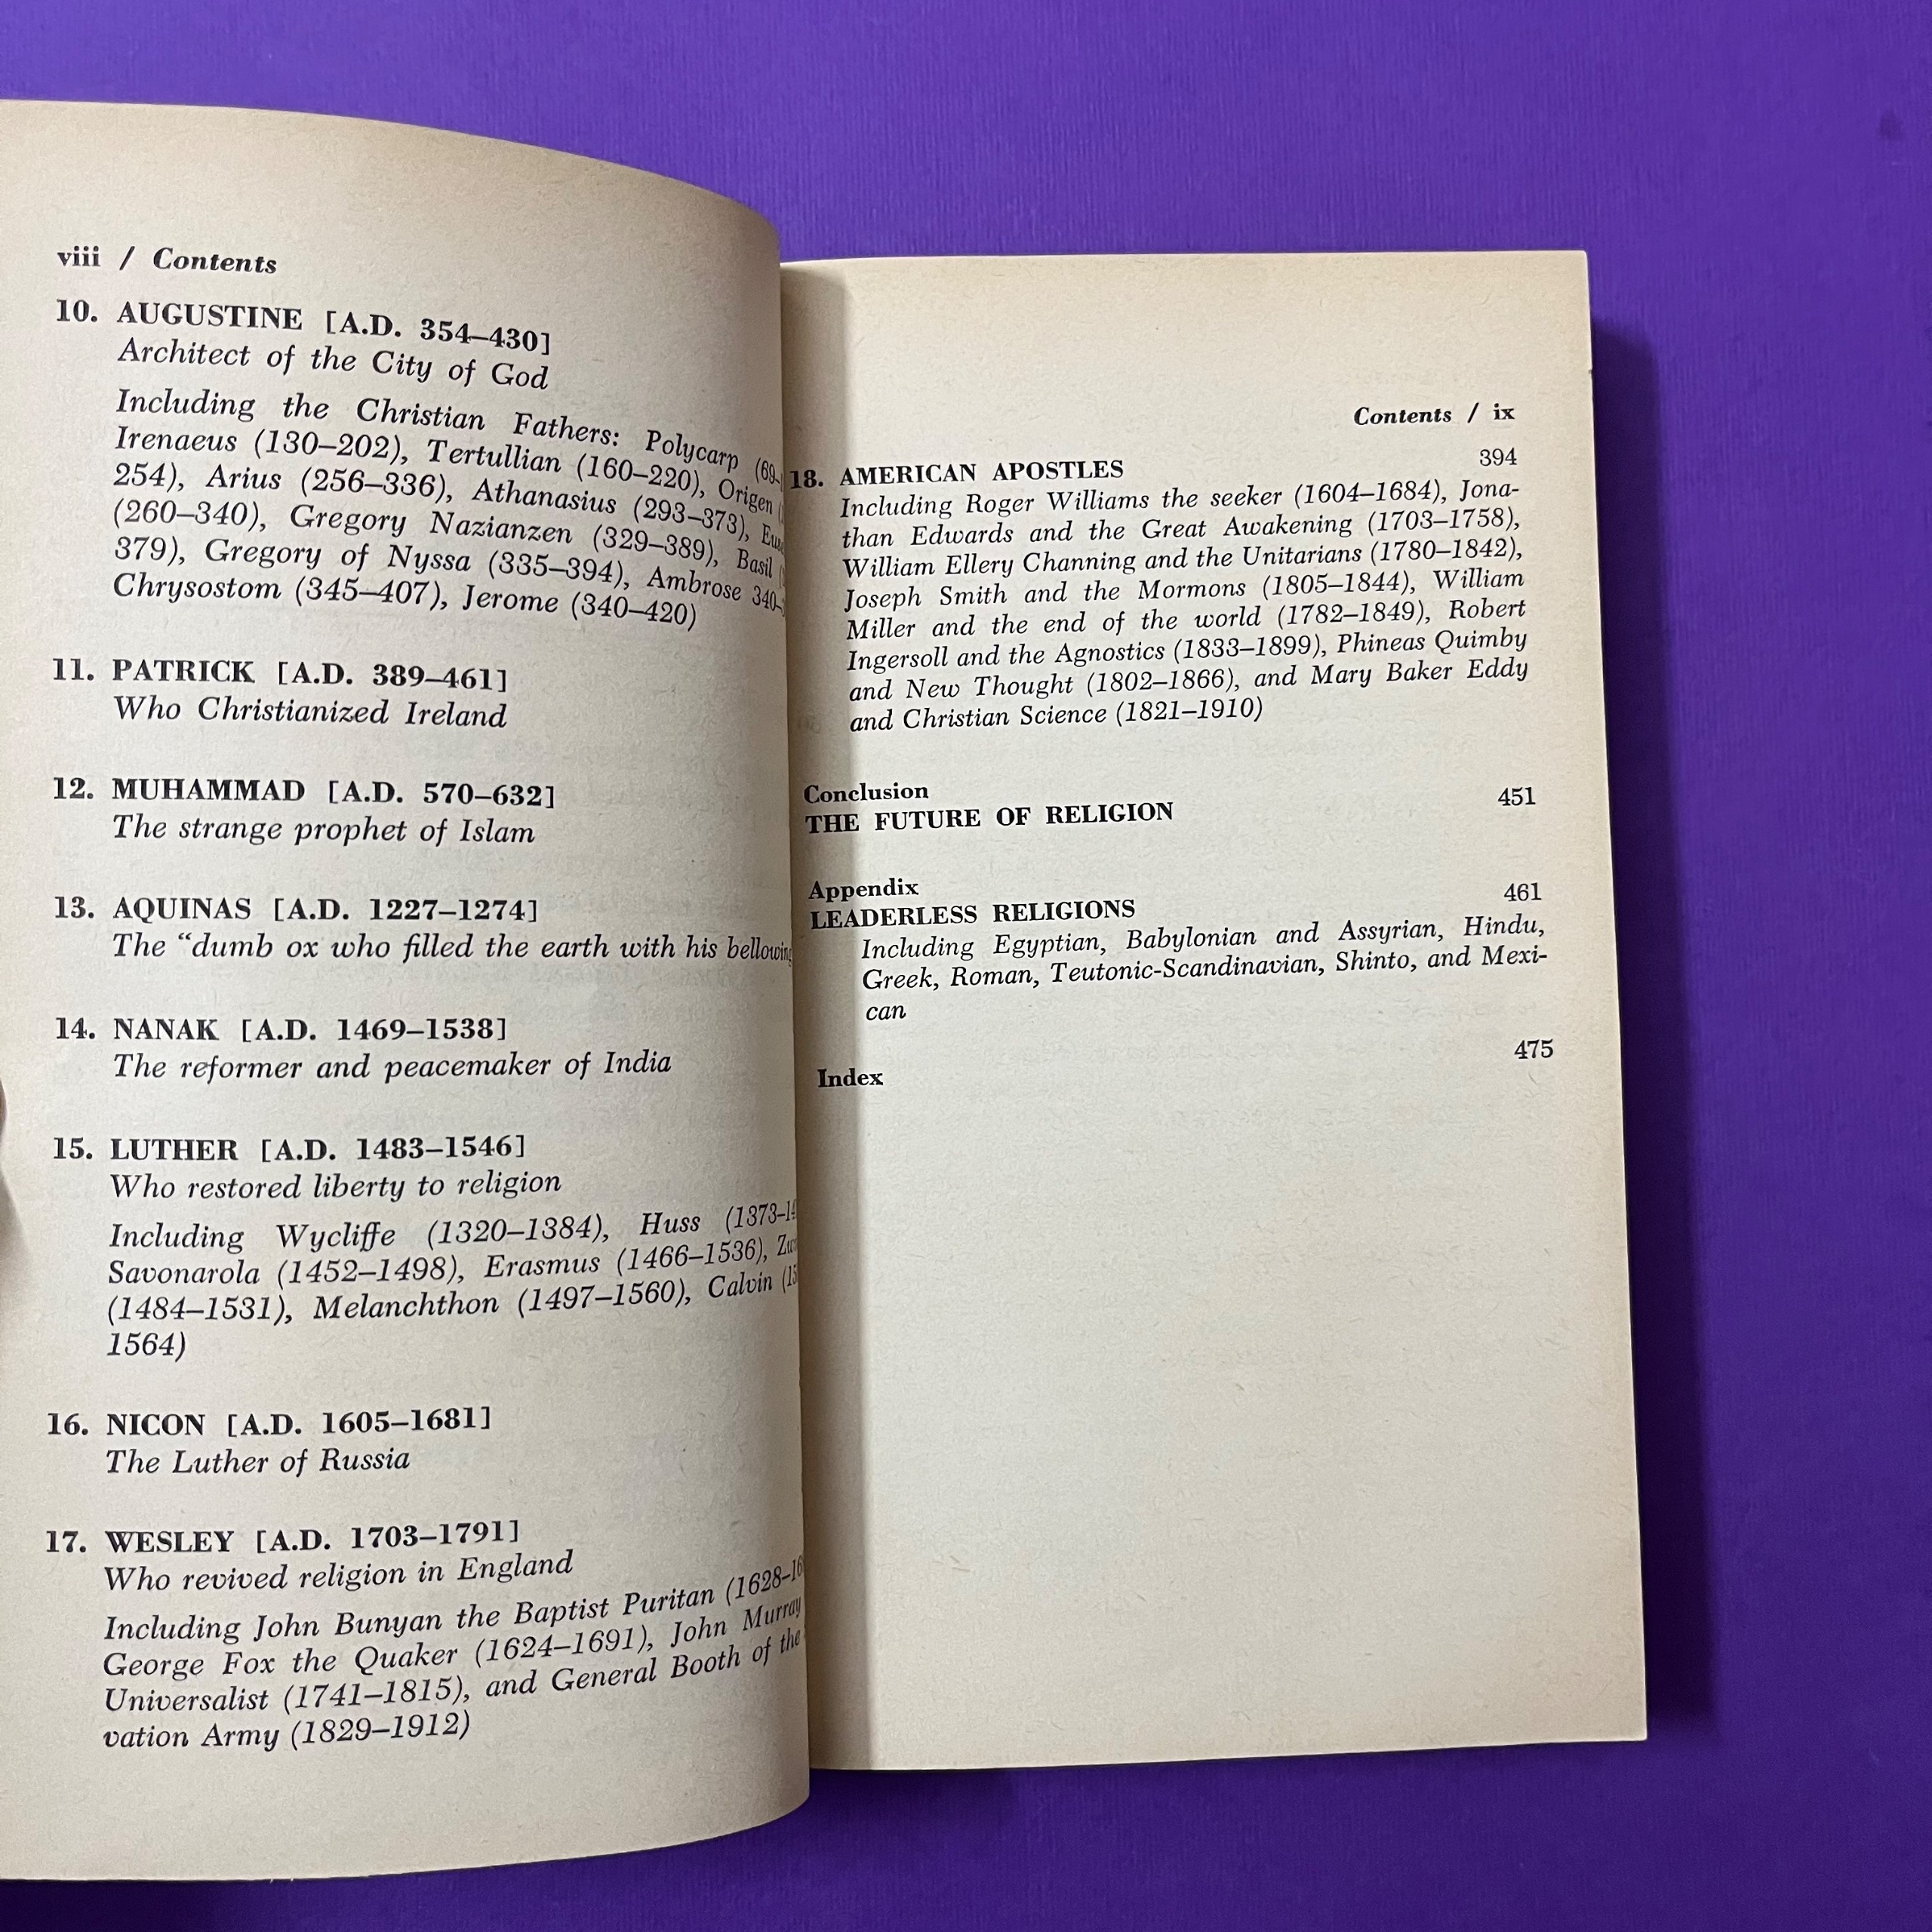 viii / Contents
10. AUGUSTINE [A.D. 354–430]
Architect of the City of God
Including the Christian Fathers: Polycarp (69-
Irenaeus (130–202), Tertullian (160–220), Origen
254), Arius (256–336), Athanasius (293–373),
(260–340), Gregory Nazianzen (329–389), Basil
379), Gregory of Nyssa (335–394), Ambrose 340-
Chrysostom (345–407), Jerome (340–420)
11. PATRICK [A.D. 389–461]
Who Christianized Ireland
12. MUHAMMAD [A.D. 570–632]
The strange prophet of Islam
13. AQUINAS [A.D. 1227–1274]
The “dumb ox who filled the earth with his bellowing
14. NANAK [A.D. 1469–1538]
The reformer and peacemaker of India
15. LUTHER [A.D. 1483–1546]
Who restored liberty to religion
Including Wycliffe (1320–1384), Huss (1373–14
Savonarola (1452–1498), Erasmus (1466–1536),
(1484–1531), Melanchthon (1497–1560), Calvin (15
1564)
16. NICON [A.D. 1605–1681]
The Luther of Russia
17. WESLEY [A.D. 1703–1791]
Who revived religion in England
Including John Bunyan the Baptist Puritan (1628–16
George Fox the Quaker (1624–1691), John Murray
Universalist (1741–1815), and General Booth of the
vation Army (1829–1912)
Contents / ix
18. AMERICAN APOSTLES 394
Including Roger Williams the seeker (1604–1684), Jona-
than Edwards and the Great Awakening (1703–1758),
William Ellery Channing and the Unitarians (1780–1842),
Joseph Smith and the Mormons (1805–1844), William
Miller and the end of the world (1782–1849), Robert
Ingersoll and the Agnostics (1833–1899), Phineas Quimby
and New Thought (1802–1866), and Mary Baker Eddy
and Christian Science (1821–1910)
Conclusion
THE FUTURE OF RELIGION 451
Appendix
LEADERLESS RELIGIONS 461
Including Egyptian, Babylonian and Assyrian, Hindu,
Greek, Roman, Teutonic-Scandinavian, Shinto, and Mexi-
can
Index 475